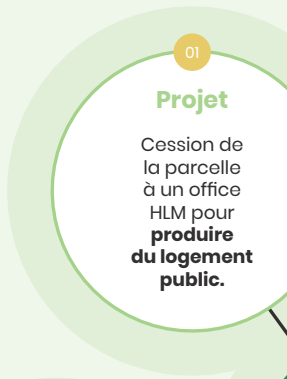 01
Projet
Cession de
la parcelle
à un office
HLM pour
produire
du logement
public.